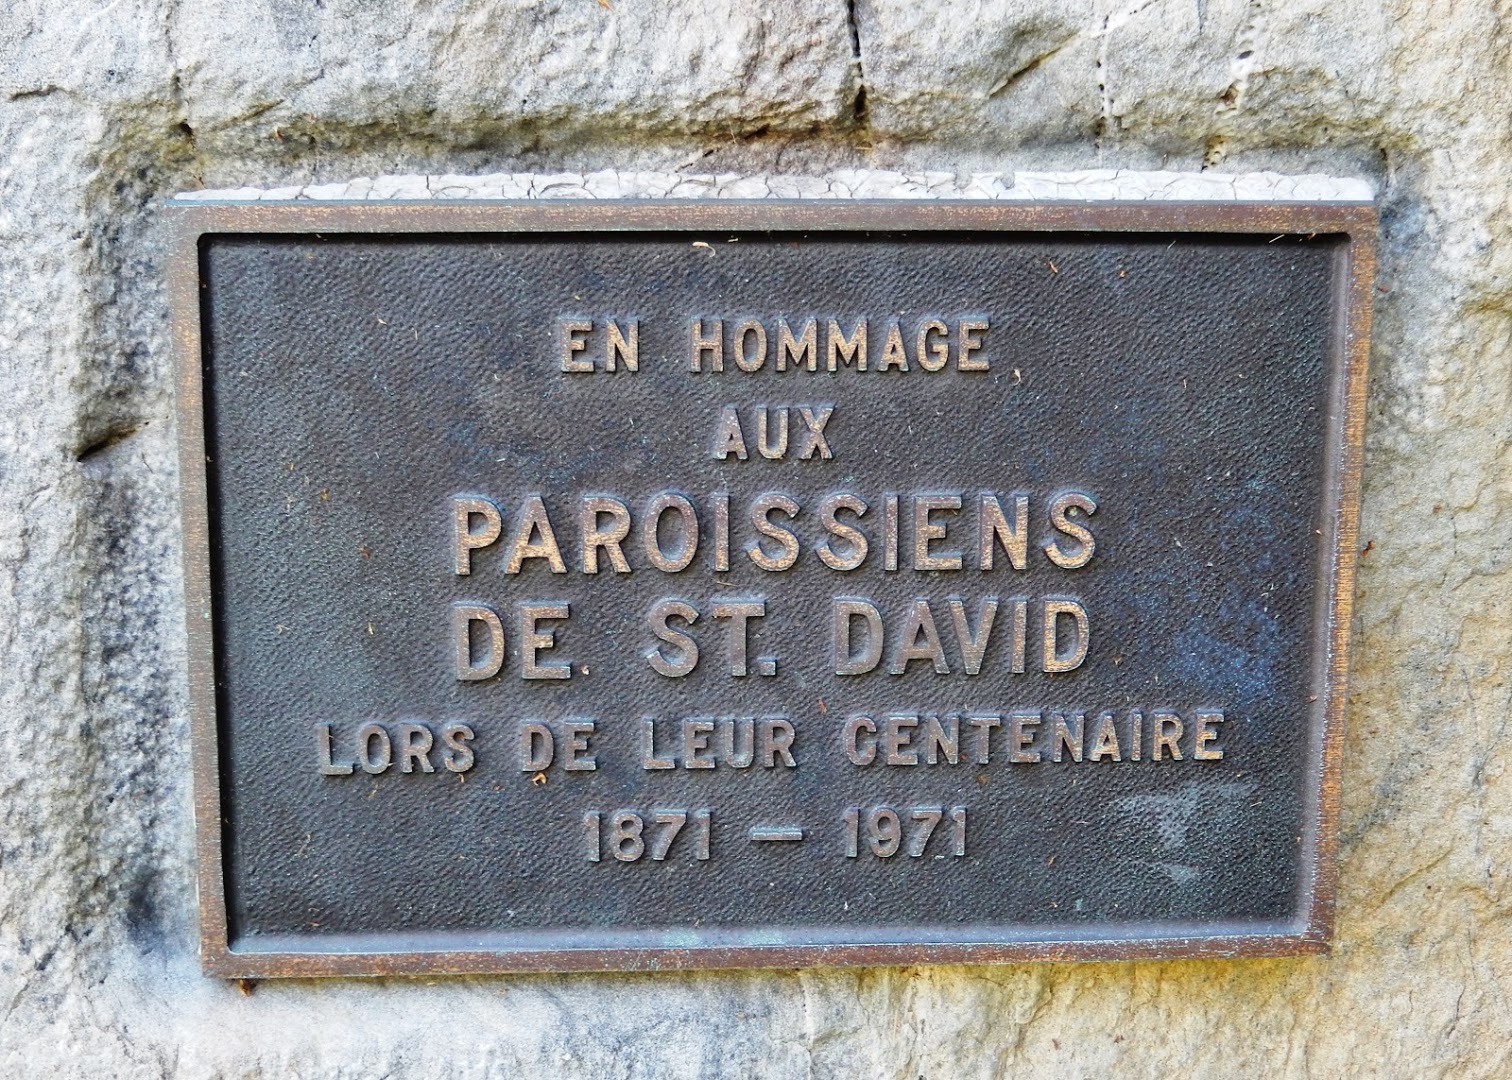 EN HOMMAGE
AUX
PAROISSIENS
DE ST. DAVID
LORS DE LEUR CENTENAIRE
1871 — 1971